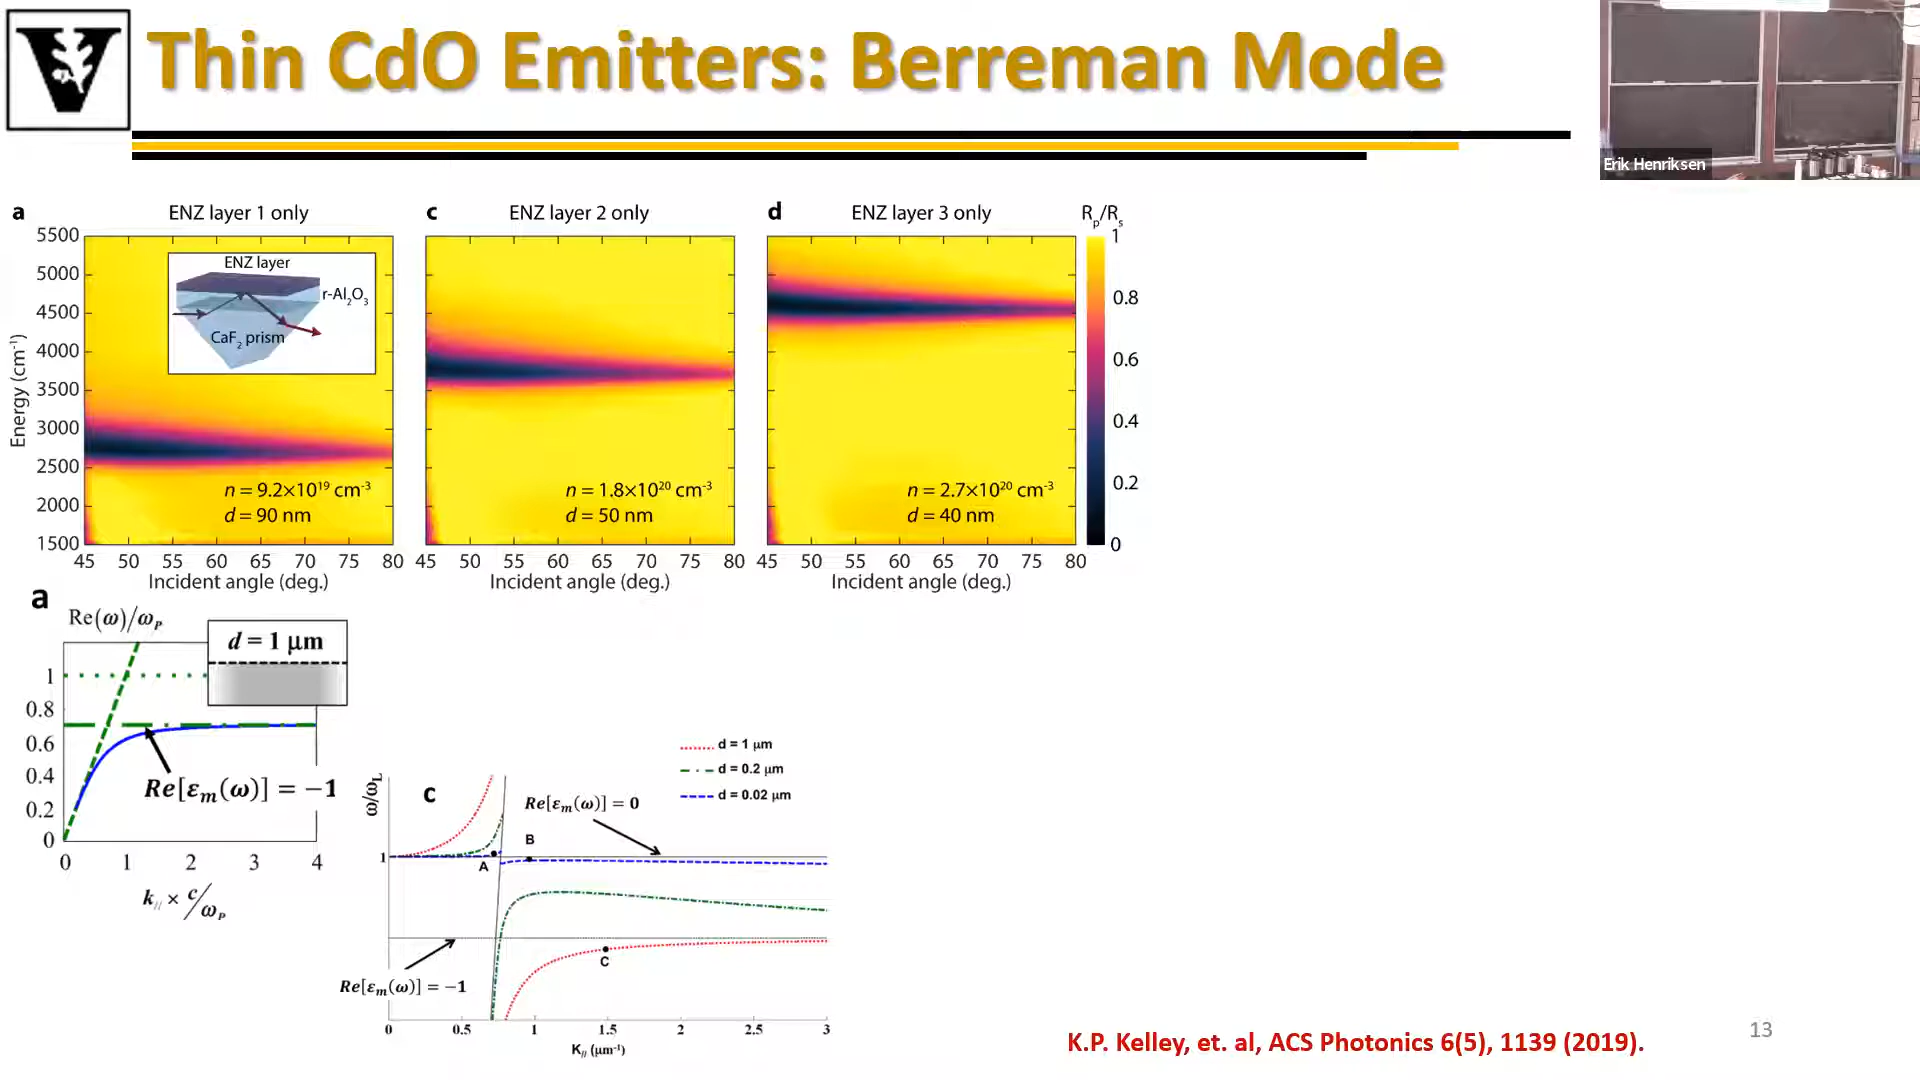 V
Thin CdO Emitters: Berreman Mode
Erik Henriksen
a
ENZ layer 1 only
c
ENZ layer 2 only
d
ENZ layer 3 only
Rp/Rs
5500
5000
4500
4000
3500
3000
2500
2000
1500
Energy (cm⁻¹)
ENZ layer
r-Al₂O₃
CaF₂ prism
n = 9.2×10¹⁹ cm⁻³
d = 90 nm
n = 1.8×10²⁰ cm⁻³
d = 50 nm
n = 2.7×10²⁰ cm⁻³
d = 40 nm
1
0.8
0.6
0.4
0.2
0
45 50 55 60 65 70 75 80
45 50 55 60 65 70 75 80
45 50 55 60 65 70 75 80
Incident angle (deg.)
Incident angle (deg.)
Incident angle (deg.)
a
Re(ω)/ωP
d = 1 μm
1
0.8
0.6
0.4
0.2
0
Re[εm(ω)] = −1
0 1 2 3 4
k// × c/ωP
ω/ωL
c
d = 1 μm
d = 0.2 μm
d = 0.02 μm
Re[εm(ω)] = 0
1
A
B
C
Re[εm(ω)] = −1
0 0.5 1 1.5 2 2.5 3
K// (μm⁻¹)
K.P. Kelley, et. al, ACS Photonics 6(5), 1139 (2019).
13